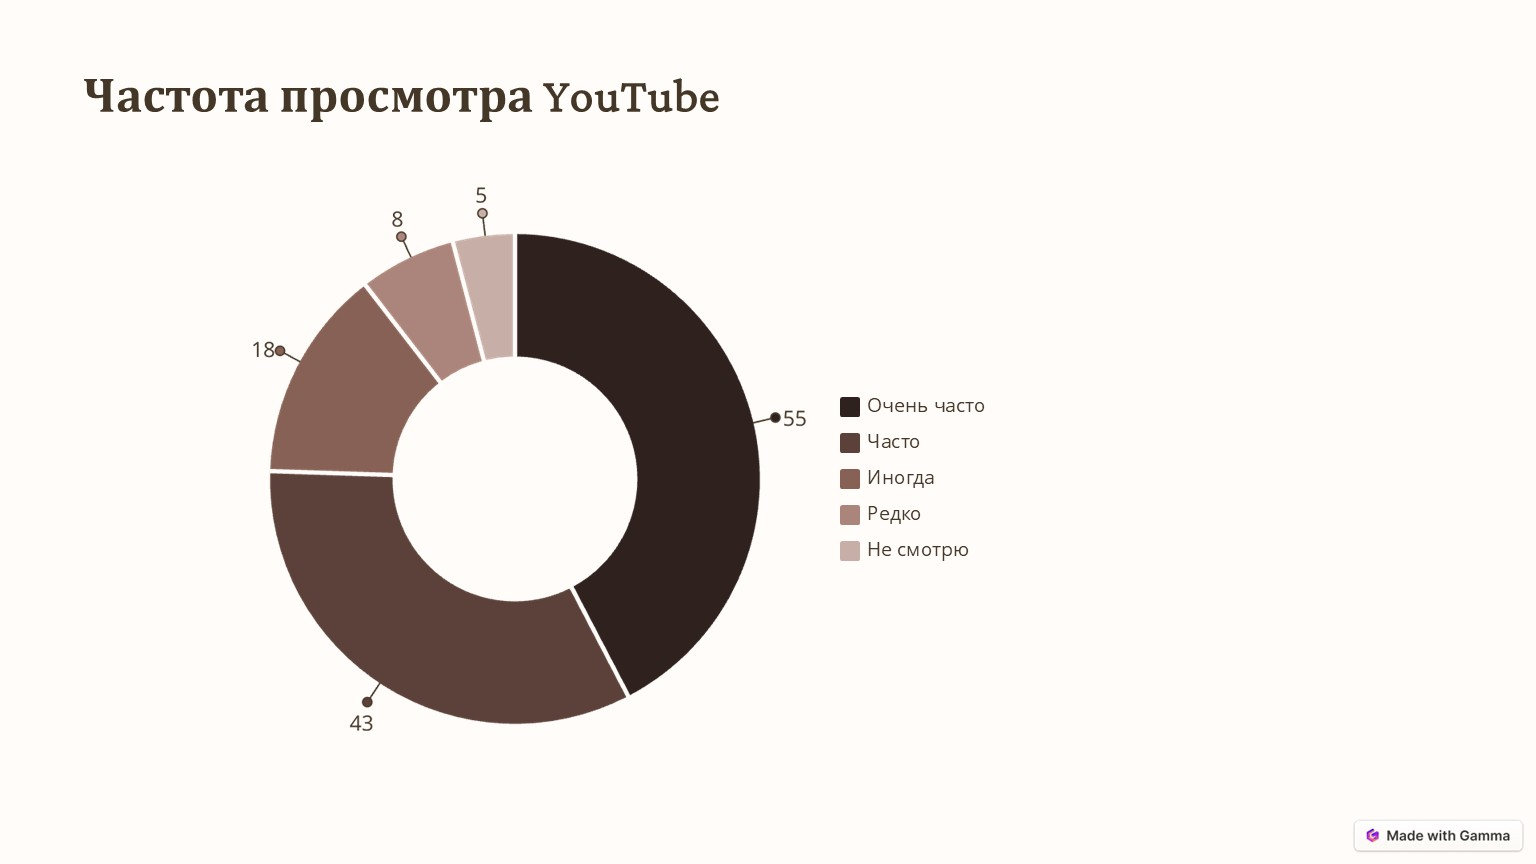 Частота просмотра YouTube
5
8
18
55
43
Очень часто
Часто
Иногда
Редко
Не смотрю
Made with Gamma